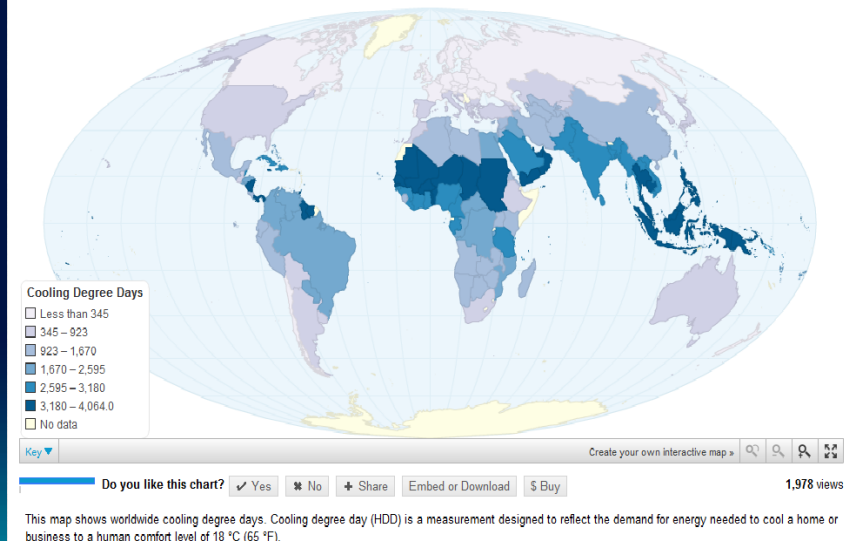 Cooling Degree Days
Less than 345
345 – 923
923 – 1,670
1,670 – 2,595
2,595 – 3,180
3,180 – 4,064.0
No data
Key▼ Create your own interactive map »
Do you like this chart? ✔ Yes ✖ No + Share Embed or Download $ Buy 1,978 views
This map shows worldwide cooling degree days. Cooling degree day (HDD) is a measurement designed to reflect the demand for energy needed to cool a home or
business to a human comfort level of 18 °C (65 °F).